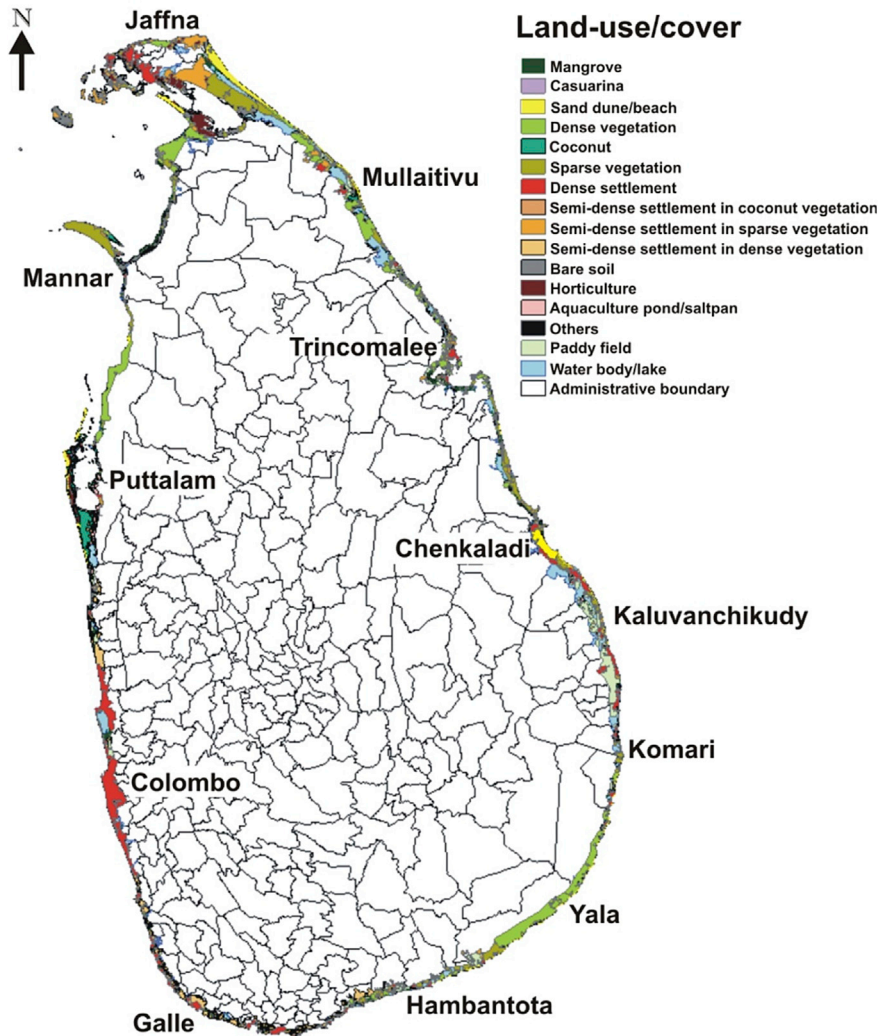 N
Jaffna
Land-use/cover
Mangrove
Casuarina
Sand dune/beach
Dense vegetation
Coconut
Sparse vegetation
Dense settlement
Semi-dense settlement in coconut vegetation
Semi-dense settlement in sparse vegetation
Semi-dense settlement in dense vegetation
Bare soil
Horticulture
Aquaculture pond/saltpan
Others
Paddy field
Water body/lake
Administrative boundary
Mullaitivu
Mannar
Trincomalee
Puttalam
Chenkaladi
Kaluvanchikudy
Komari
Colombo
Yala
Hambantota
Galle